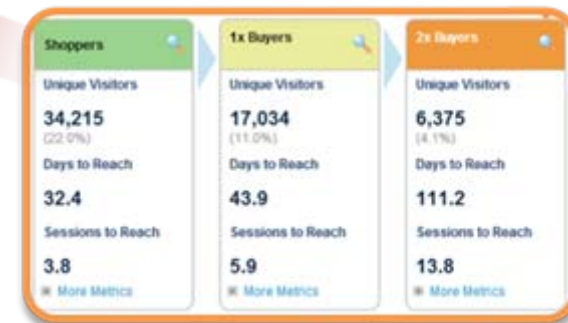 Shoppers
Unique Visitors
34,215
(22.0%)
Days to Reach
32.4
Sessions to Reach
3.8
More Metrics
1x Buyers
Unique Visitors
17,034
(11.0%)
Days to Reach
43.9
Sessions to Reach
5.9
More Metrics
2x Buyers
Unique Visitors
6,375
(4.1%)
Days to Reach
111.2
Sessions to Reach
13.8
More Metrics